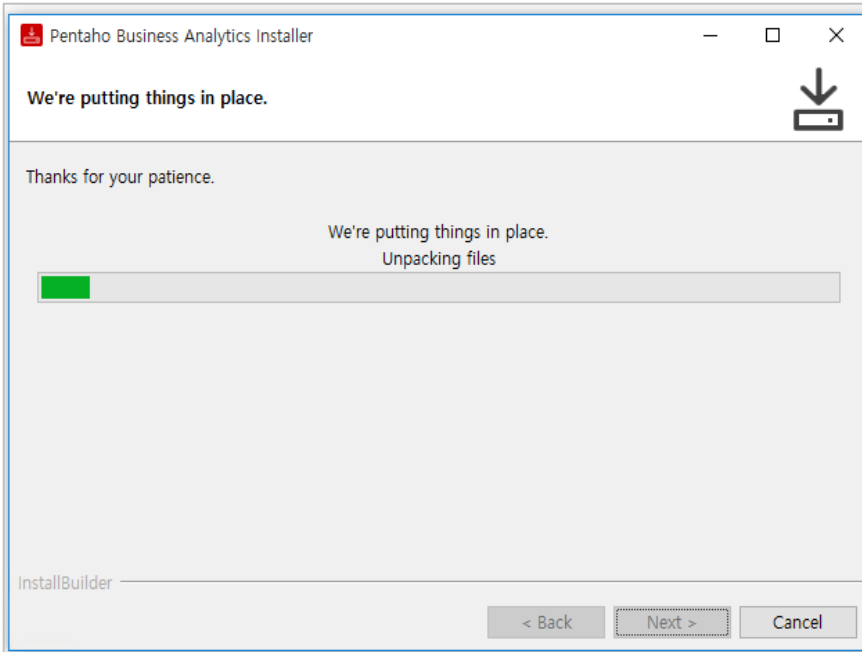 Pentaho Business Analytics Installer
We're putting things in place.
Thanks for your patience.
We're putting things in place.
Unpacking files
InstallBuilder
< Back Next > Cancel